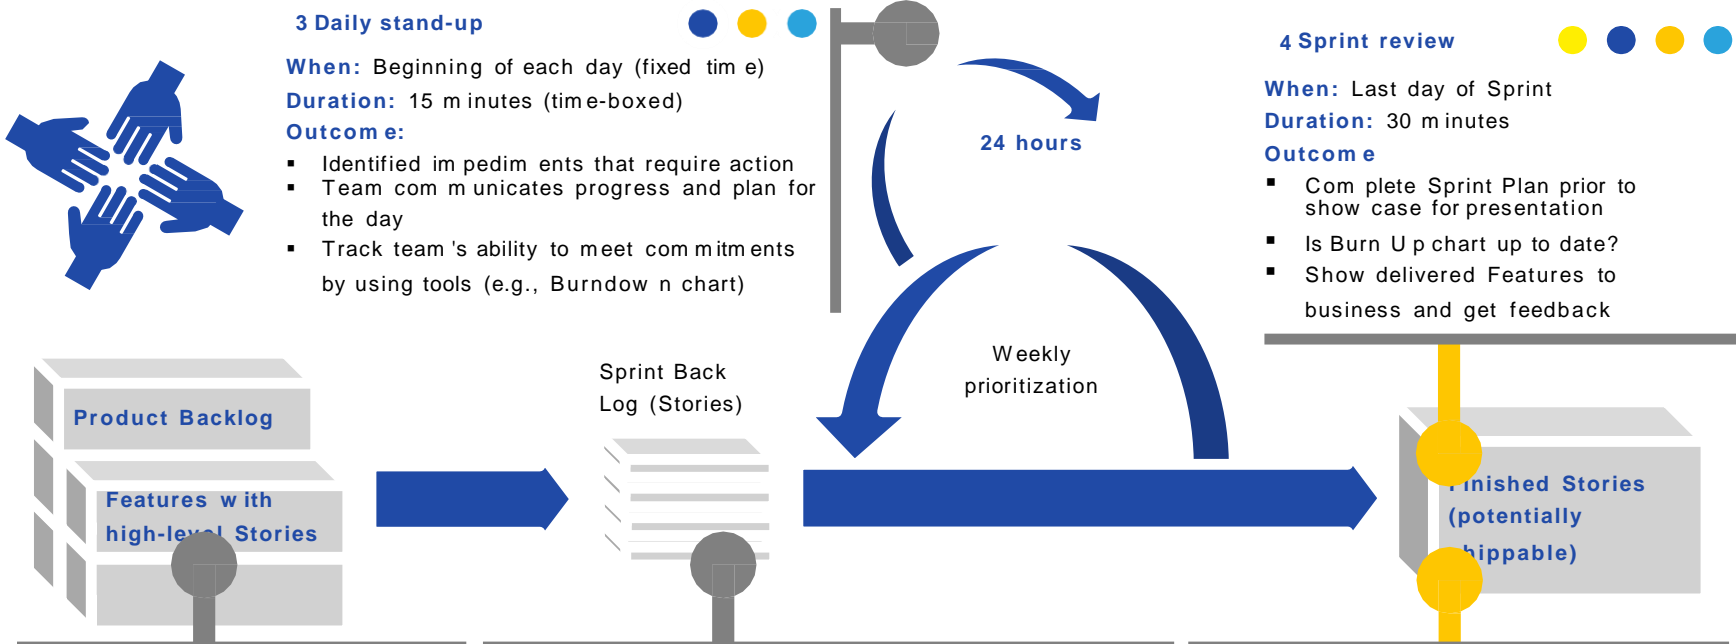 3 Daily stand-up
When: Beginning of each day (fixed time)
Duration: 15 minutes (time-boxed)
Outcome:
▪ Identified impediments that require action
▪ Team communicates progress and plan for
the day
▪ Track team's ability to meet commitments
by using tools (e.g., Burndown chart)
24 hours
4 Sprint review
When: Last day of Sprint
Duration: 30 minutes
Outcome
▪ Complete Sprint Plan prior to
show case for presentation
▪ Is Burn Up chart up to date?
▪ Show delivered Features to
business and get feedback
Weekly
prioritization
Sprint Back
Log (Stories)
Product Backlog
Features with
high-level Stories
Finished Stories
(potentially
shippable)